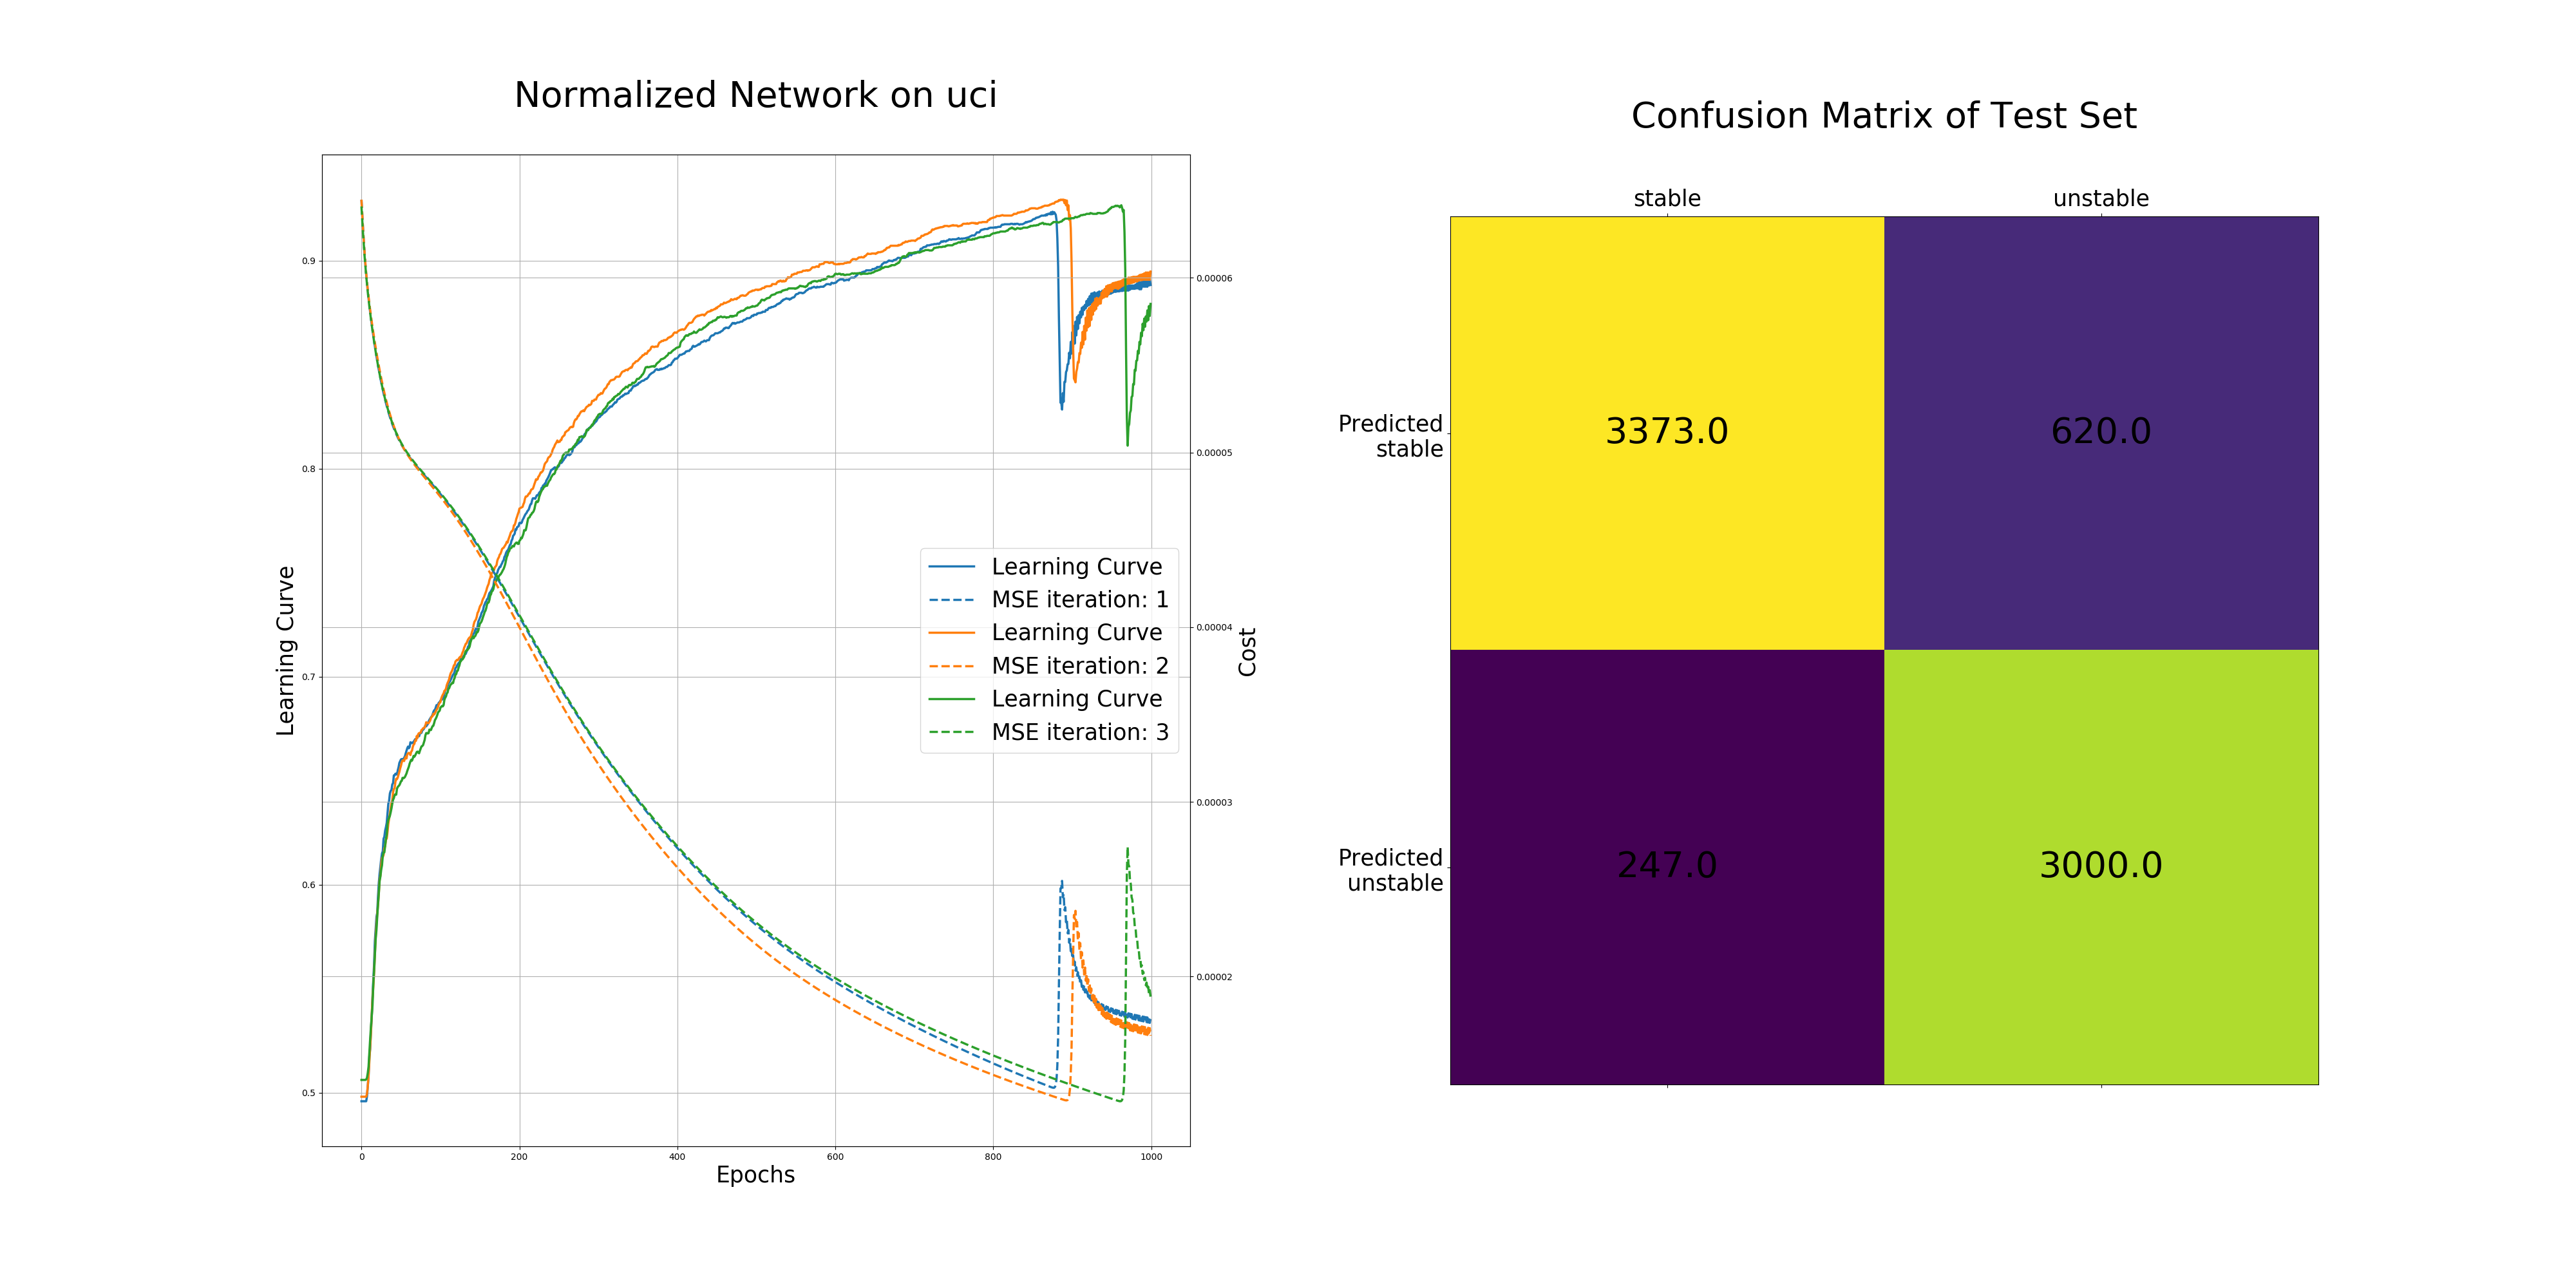 Normalized Network on uci
Learning Curve
0.9
0.8
0.7
0.6
0.5
0
200
400
600
800
1000
Epochs
0.00006
0.00005
0.00004
0.00003
0.00002
Cost
Learning Curve
MSE iteration: 1
Learning Curve
MSE iteration: 2
Learning Curve
MSE iteration: 3
Confusion Matrix of Test Set
stable
unstable
Predicted
stable
3373.0
620.0
Predicted
unstable
247.0
3000.0